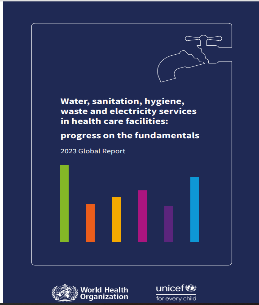 Water, sanitation, hygiene,
waste and electricity services
in health care facilities:
progress on the fundamentals
2023 Global Report
World Health
Organization
unicef
for every child